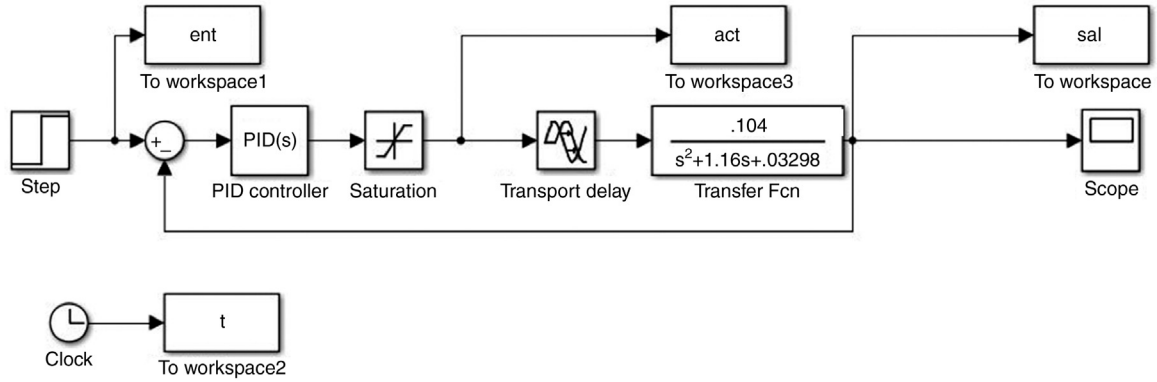 ent
To workspace1
act
To workspace3
sal
To workspace
Step
+_
PID(s)
PID controller
Saturation
Transport delay
.104
s²+1.16s+.03298
Transfer Fcn
Scope
Clock
t
To workspace2